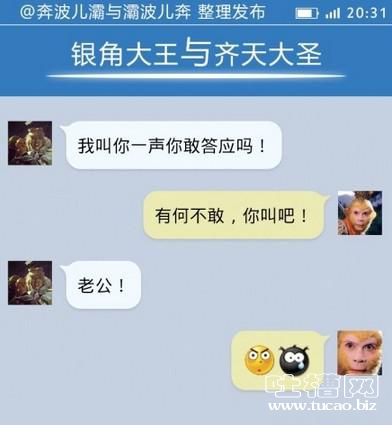 @奔波儿灞与灞波儿奔 整理发布
20:31
银角大王与齐天大圣
我叫你一声你敢答应吗！
有何不敢，你叫吧！
老公！
吐槽网
www.tucao.biz